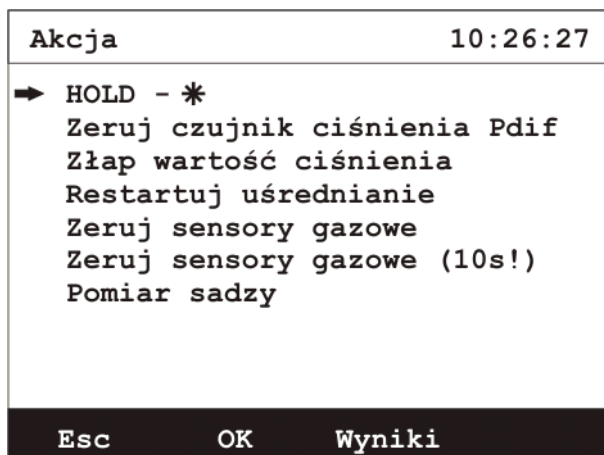 Akcja 10:26:27
➡ HOLD - ✱
Zeruj czujnik ciśnienia Pdif
Złap wartość ciśnienia
Restartuj uśrednianie
Zeruj sensory gazowe
Zeruj sensory gazowe (10s!)
Pomiar sadzy
Esc OK Wyniki